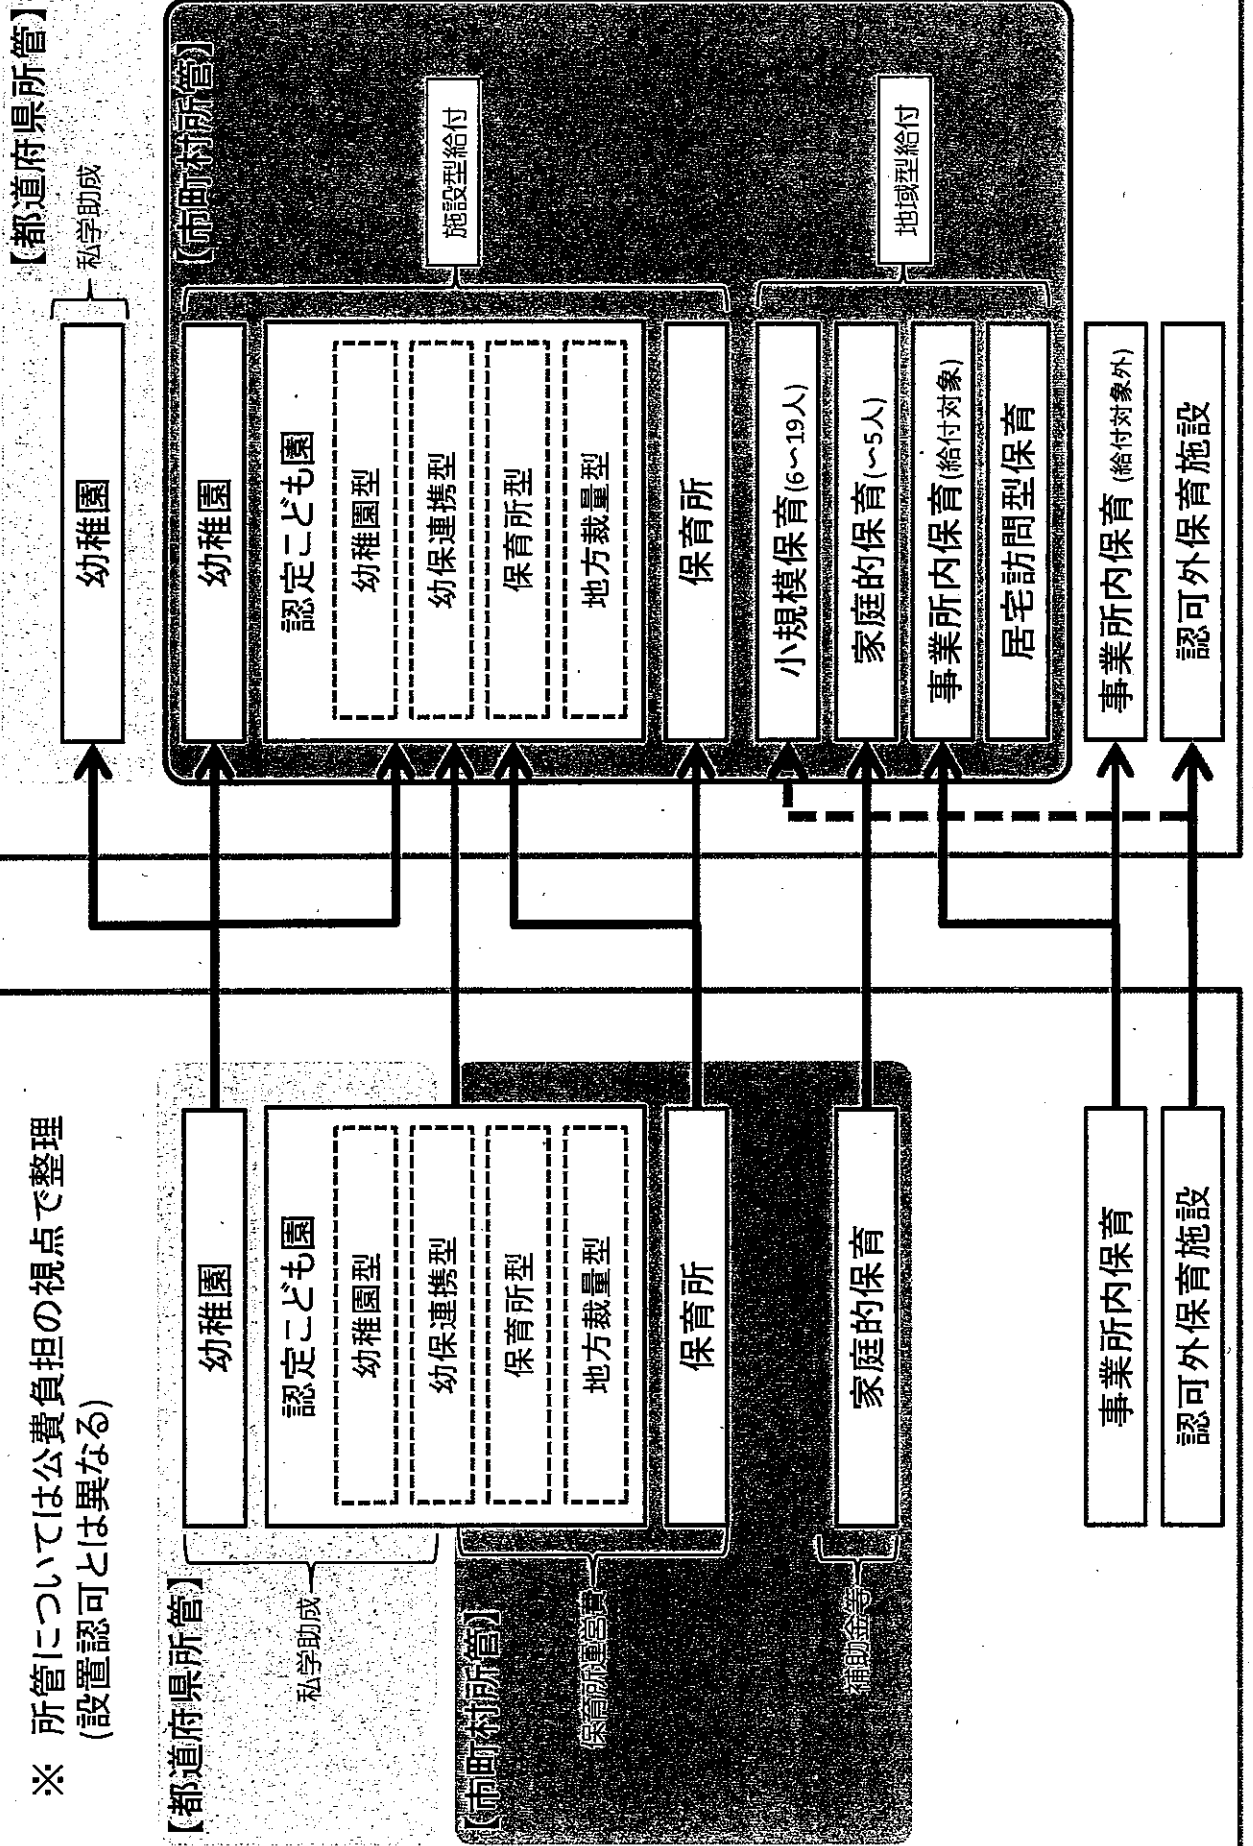 ※ 所管については公費負担の視点で整理
(設置認可とは異なる)
【都道府県所管】
私学助成
幼稚園
認定こども園
幼稚園型
幼保連携型
保育所型
地方裁量型
【市町村所管】
保育所運営費
保育所
補助金等
家庭的保育
事業所内保育
認可外保育施設
【都道府県所管】
幼稚園
私学助成
【市町村所管】
幼稚園
認定こども園
幼稚園型
幼保連携型
保育所型
地方裁量型
保育所
施設型給付
小規模保育(6〜19人)
家庭的保育(〜5人)
事業所内保育(給付対象)
居宅訪問型保育
地域型給付
事業所内保育 (給付対象外)
認可外保育施設